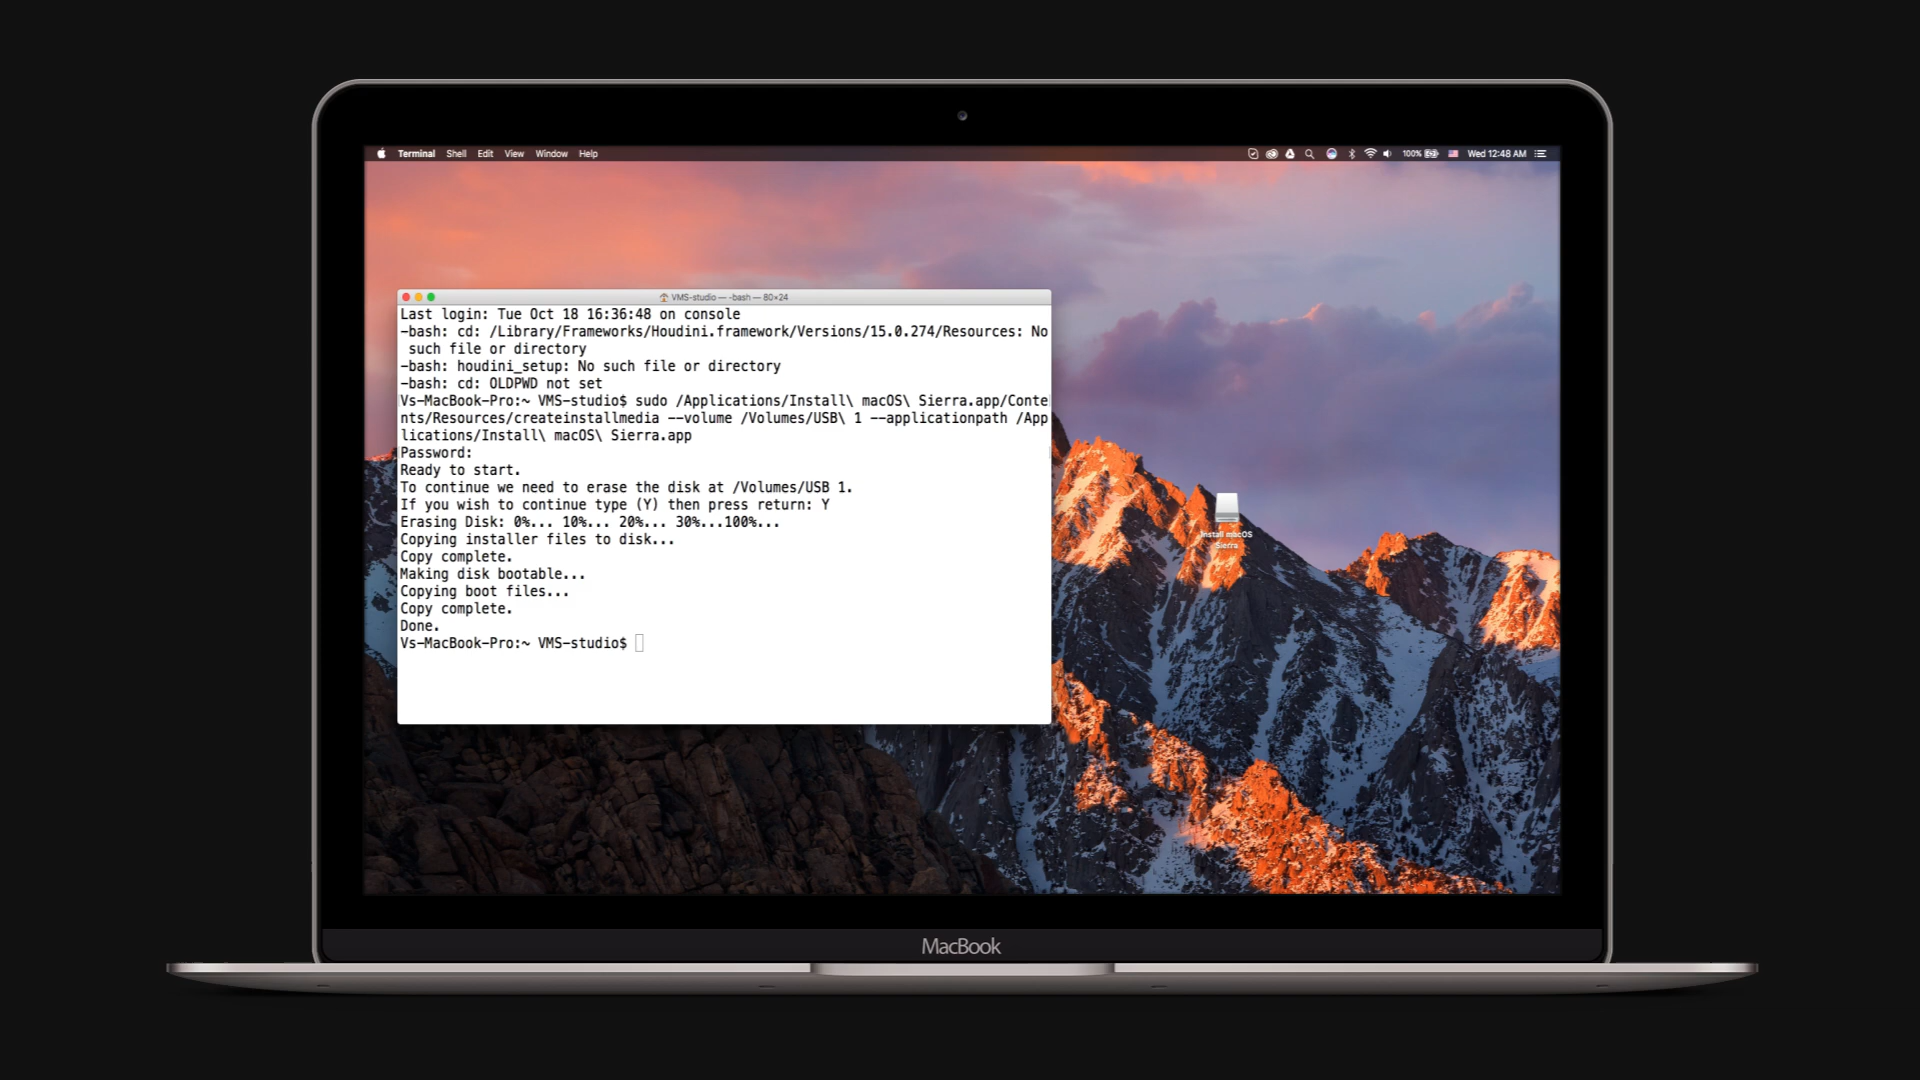 Terminal Shell Edit View Window Help 100% Wed 12:48 AM
VMS-studio — -bash — 80×24
Last login: Tue Oct 18 16:36:48 on console
-bash: cd: /Library/Frameworks/Houdini.framework/Versions/15.0.274/Resources: No
 such file or directory
-bash: houdini_setup: No such file or directory
-bash: cd: OLDPWD not set
Vs-MacBook-Pro:~ VMS-studio$ sudo /Applications/Install\ macOS\ Sierra.app/Conte
nts/Resources/createinstallmedia --volume /Volumes/USB\ 1 --applicationpath /App
lications/Install\ macOS\ Sierra.app
Password:
Ready to start.
To continue we need to erase the disk at /Volumes/USB 1.
If you wish to continue type (Y) then press return: Y
Erasing Disk: 0%... 10%... 20%... 30%...100%...
Copying installer files to disk...
Copy complete.
Making disk bootable...
Copying boot files...
Copy complete.
Done.
Vs-MacBook-Pro:~ VMS-studio$
Install macOS
Sierra
MacBook